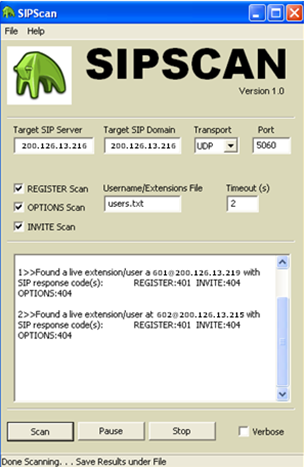 SIPScan
File Help
SIPSCAN
Version 1.0
Target SIP Server Target SIP Domain Transport Port
200.126.13.216 200.126.13.216 UDP 5060
REGISTER Scan Username/Extensions File Timeout (s)
OPTIONS Scan users.txt 2
INVITE Scan
1>>Found a live extension/user a 601@200.126.13.219 with
SIP response code(s): REGISTER:401 INVITE:404
OPTIONS:404
2>>Found a live extension/user at 602@200.126.13.215 with
SIP response code(s): REGISTER:401 INVITE:404
OPTIONS:404
Scan Pause Stop Verbose
Done Scanning. . . Save Results under File